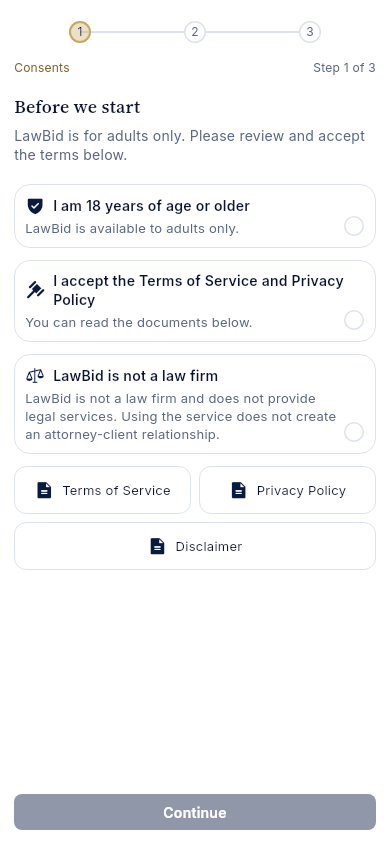 1
2
3
Consents
Step 1 of 3
Before we start
LawBid is for adults only. Please review and accept
the terms below.
I am 18 years of age or older
LawBid is available to adults only.
I accept the Terms of Service and Privacy
Policy
You can read the documents below.
LawBid is not a law firm
LawBid is not a law firm and does not provide
legal services. Using the service does not create
an attorney-client relationship.
Terms of Service
Privacy Policy
Disclaimer
Continue